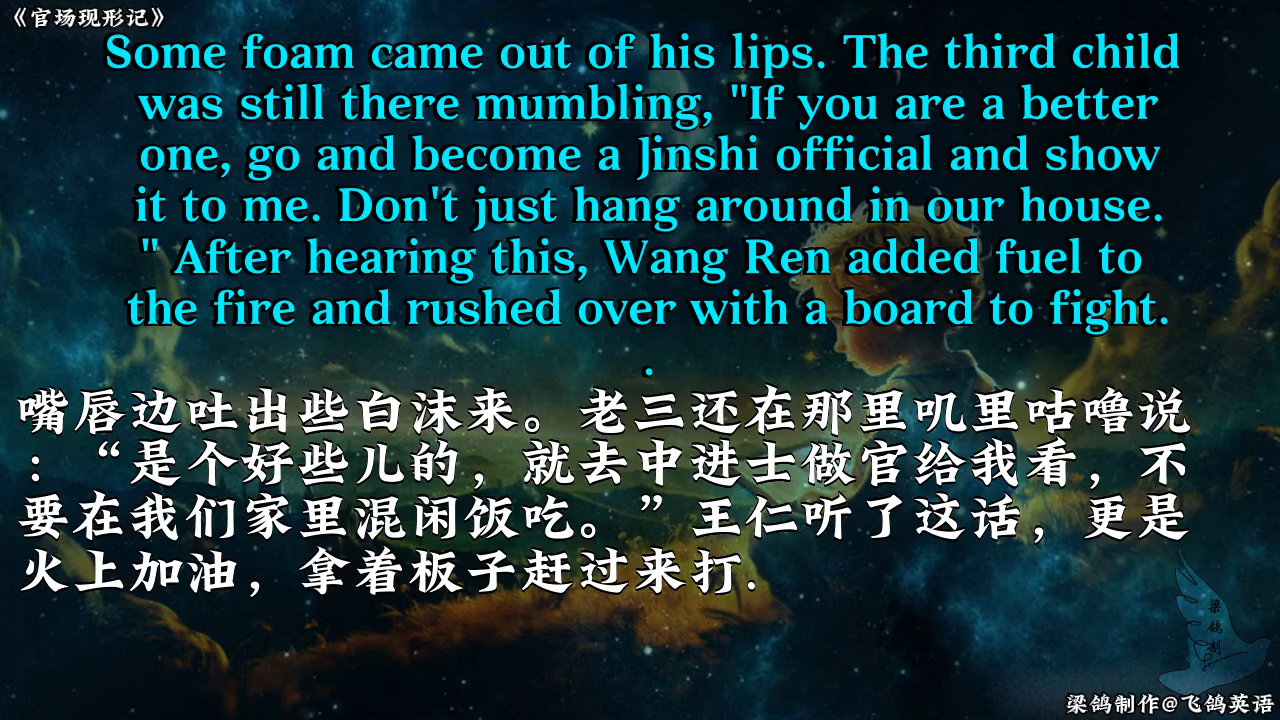 《官场现形记》
Some foam came out of his lips. The third child
was still there mumbling, "If you are a better
one, go and become a Jinshi official and show
it to me. Don't just hang around in our house.
" After hearing this, Wang Ren added fuel to
the fire and rushed over with a board to fight.
.
嘴唇边吐出些白沫来。老三还在那里叽里咕噜说
：“是个好些儿的，就去中进士做官给我看，不
要在我们家里混闲饭吃。”王仁听了这话，更是
火上加油，拿着板子赶过来打.
梁鸽制
梁鸽制作@飞鸽英语